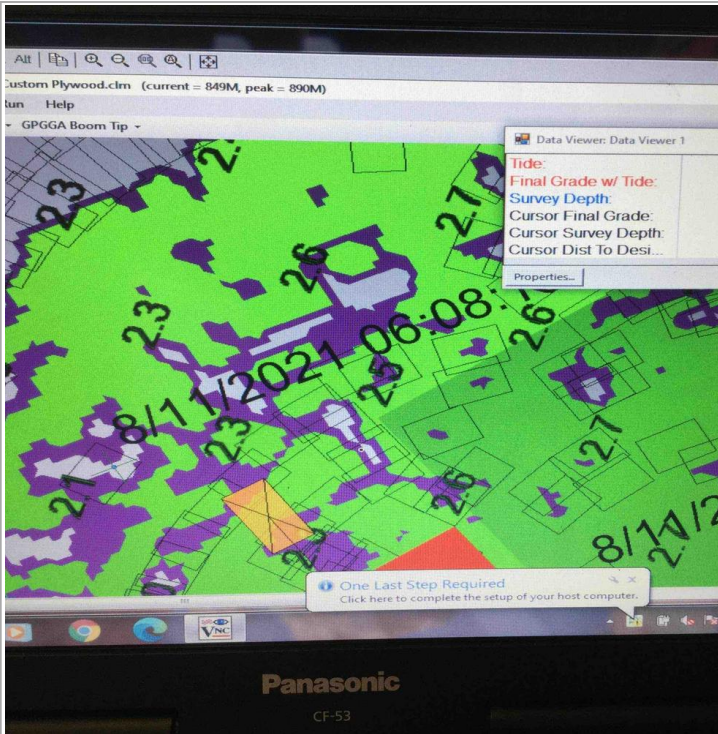 Alt
Custom Plywood.clm (current = 849M, peak = 890M)
Run Help
GPGGA Boom Tip
Data Viewer: Data Viewer 1
Tide:
Final Grade w/ Tide:
Survey Depth:
Cursor Final Grade:
Cursor Survey Depth:
Cursor Dist To Desi...
Properties...
2.3
2.7
2.6
2.3
8/11/2021 06:08:
2.6
2.5
2.3
2.7
2.1
2.6
8/11/2
One Last Step Required
Click here to complete the setup of your host computer.
VNC
Panasonic
CF-53